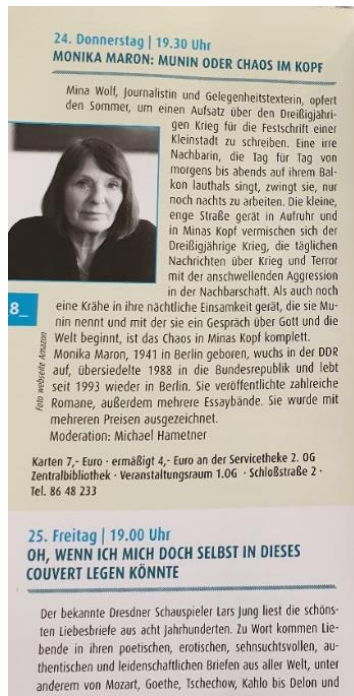 24. Donnerstag | 19.30 Uhr
MONIKA MARON: MUNIN ODER CHAOS IM KOPF
Mina Wolf, Journalistin und Gelegenheitstexterin, opfert
den Sommer, um einen Aufsatz über den Dreißigjähri-
gen Krieg für die Festschrift einer
Kleinstadt zu schreiben. Eine irre
Nachbarin, die Tag für Tag von
morgens bis abends auf ihrem Bal-
kon lauthals singt, zwingt sie, nur
noch nachts zu arbeiten. Die kleine,
enge Straße gerät in Aufruhr und
in Minas Kopf vermischen sich der
Dreißigjährige Krieg, die täglichen
Nachrichten über Krieg und Terror
mit der anschwellenden Aggression
in der Nachbarschaft. Als auch noch
eine Krähe in ihre nächtliche Einsamkeit gerät, die sie Mu-
nin nennt und mit der sie ein Gespräch über Gott und die
Welt beginnt, ist das Chaos in Minas Kopf komplett.
Monika Maron, 1941 in Berlin geboren, wuchs in der DDR
auf, übersiedelte 1988 in die Bundesrepublik und lebt
seit 1993 wieder in Berlin. Sie veröffentlichte zahlreiche
Romane, außerdem mehrere Essaybände. Sie wurde mit
mehreren Preisen ausgezeichnet.
Moderation: Michael Hametner
8_
Foto webseite Amazon
Karten 7,- Euro · ermäßigt 4,- Euro an der Servicetheke 2. OG
Zentralbibliothek · Veranstaltungsraum 1.OG · Schloßstraße 2 ·
Tel. 86 48 233
25. Freitag | 19.00 Uhr
OH, WENN ICH MICH DOCH SELBST IN DIESES
COUVERT LEGEN KÖNNTE
Der bekannte Dresdner Schauspieler Lars Jung liest die schöns-
ten Liebesbriefe aus acht Jahrhunderten. Zu Wort kommen Lie-
bende in ihren poetischen, erotischen, sehnsuchtsvollen, au-
thentischen und leidenschaftlichen Briefen aus aller Welt, unter
anderem von Mozart, Goethe, Tschechow, Kahlo bis Delon und